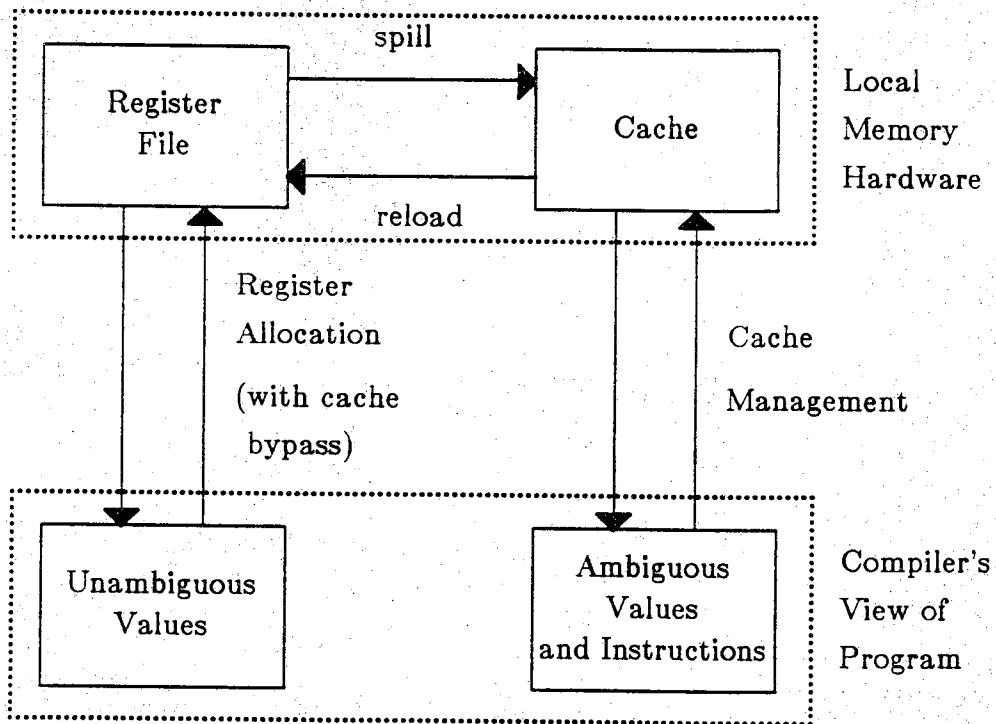 spill
Register
File
Cache
Local
Memory
Hardware
reload
Register
Allocation
(with cache
bypass)
Cache
Management
Unambiguous
Values
Ambiguous
Values
and Instructions
Compiler's
View of
Program